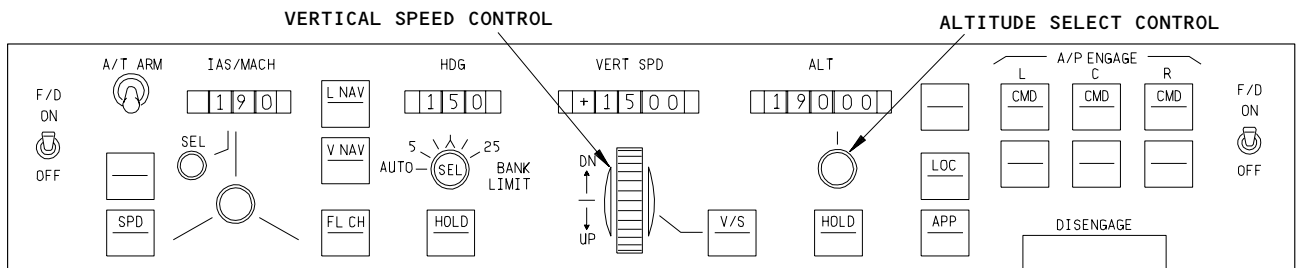 VERTICAL SPEED CONTROL
ALTITUDE SELECT CONTROL
A/T ARM
IAS/MACH
HDG
VERT SPD
ALT
A/P ENGAGE
L C R
F/D
ON
OFF
190
L NAV
150
+1500
19000
CMD CMD CMD
F/D
ON
OFF
SEL
V NAV
5 25
AUTO
SEL
BANK
LIMIT
DN
UP
LOC
SPD
FL CH
HOLD
V/S
HOLD
APP
DISENGAGE